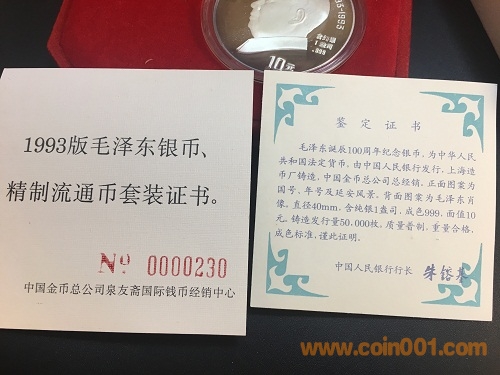 1993
含纯银
1盎司
.999
10元
1993版毛泽东银币、
精制流通币套装证书。
Nº 0000230
中国金币总公司泉友斋国际钱币经销中心
鉴定证书
毛泽东诞辰100周年纪念银币,为中华人民
共和国法定货币,由中国人民银行发行,上海造
币厂铸造,中国金币总公司总经销。正面图案为
国号、年号及延安风景。背面图案为毛泽东肖
像。直径40mm,含纯银1盎司,成色999,面值10
元。铸造发行量50,000枚。质量普制,重量合格,
成色标准,谨此证明。
中国人民银行行长 朱镕基
www.coin001.com